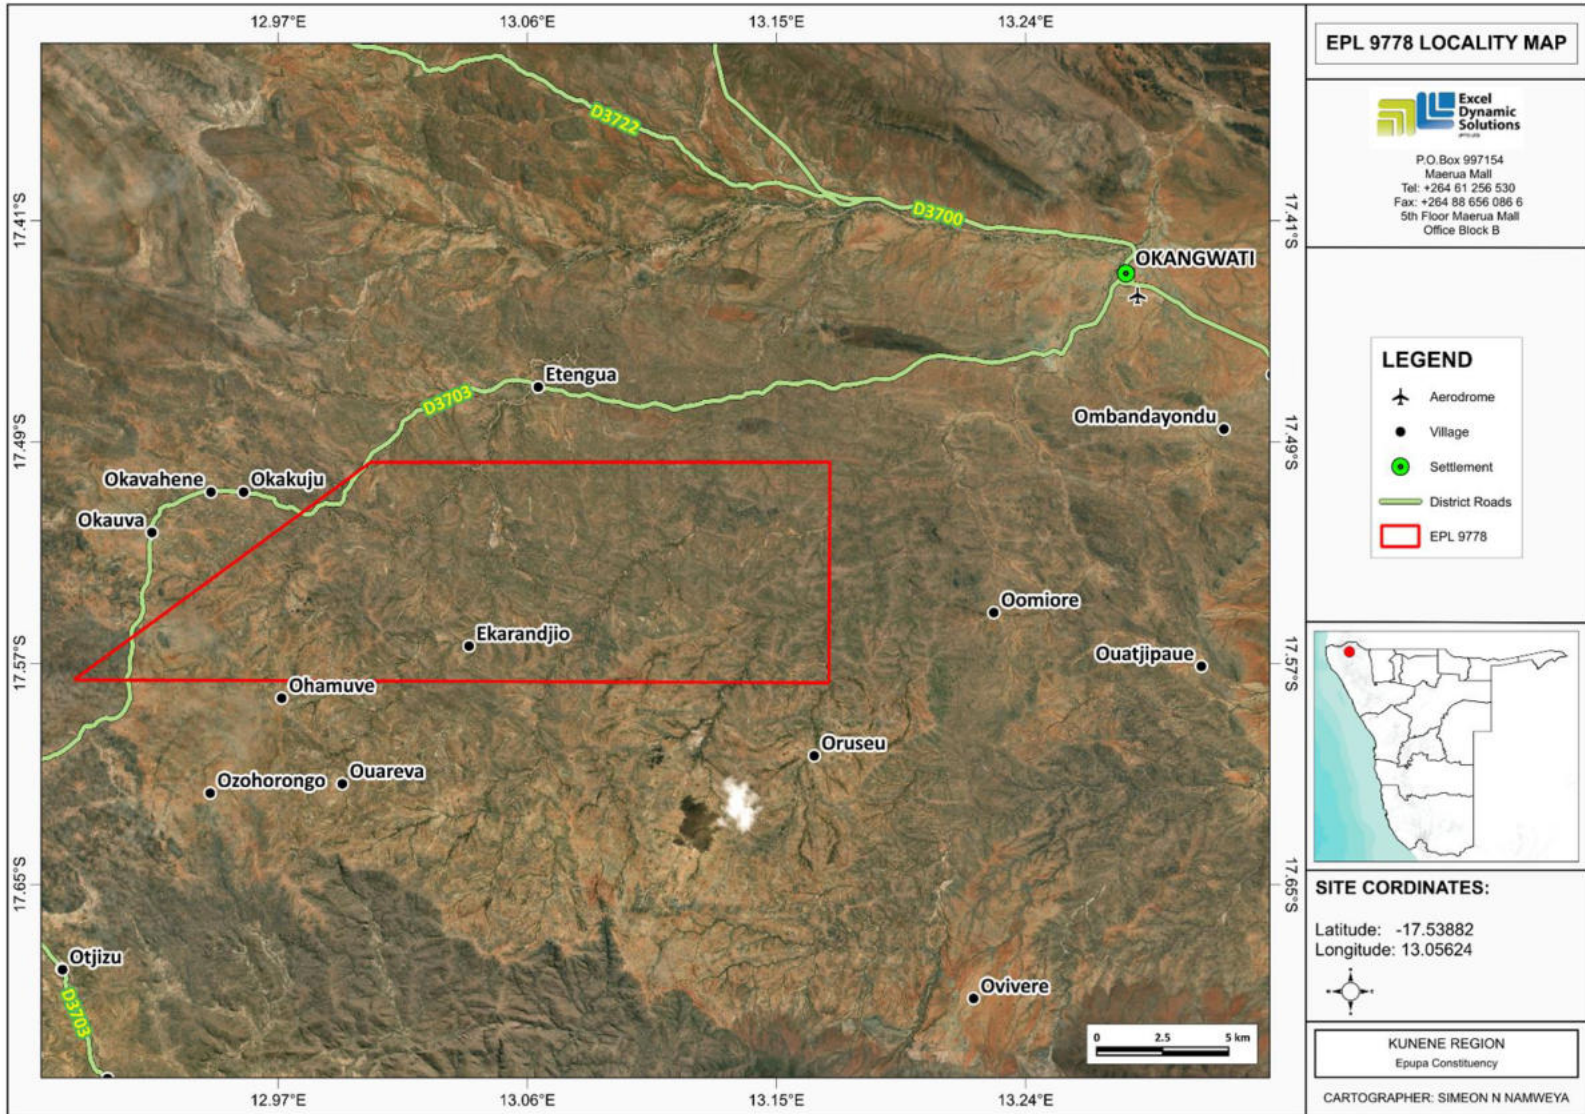 12.97°E 13.06°E 13.15°E 13.24°E
D3722
D3700
17.41°S
17.41°S
OKANGWATI
Etengua
D3703
Ombandayondu
17.49°S
17.49°S
Okavahene
Okakuju
Okauva
Oomiore
Ekarandjio
Ouatjipaue
17.57°S
17.57°S
Ohamuve
Oruseu
Ouareva
Ozohorongo
17.65°S
17.65°S
Otjizu
D3703
Ovivere
0 2.5 5 km
12.97°E 13.06°E 13.15°E 13.24°E
EPL 9778 LOCALITY MAP
Excel
Dynamic
Solutions
P.O.Box 997154
Maerua Mall
Tel: +264 61 256 530
Fax: +264 88 656 086 6
5th Floor Maerua Mall
Office Block B
LEGEND
Aerodrome
Village
Settlement
District Roads
EPL 9778
SITE CORDINATES:
Latitude: -17.53882
Longitude: 13.05624
KUNENE REGION
Epupa Constituency
CARTOGRAPHER: SIMEON N NAMWEYA